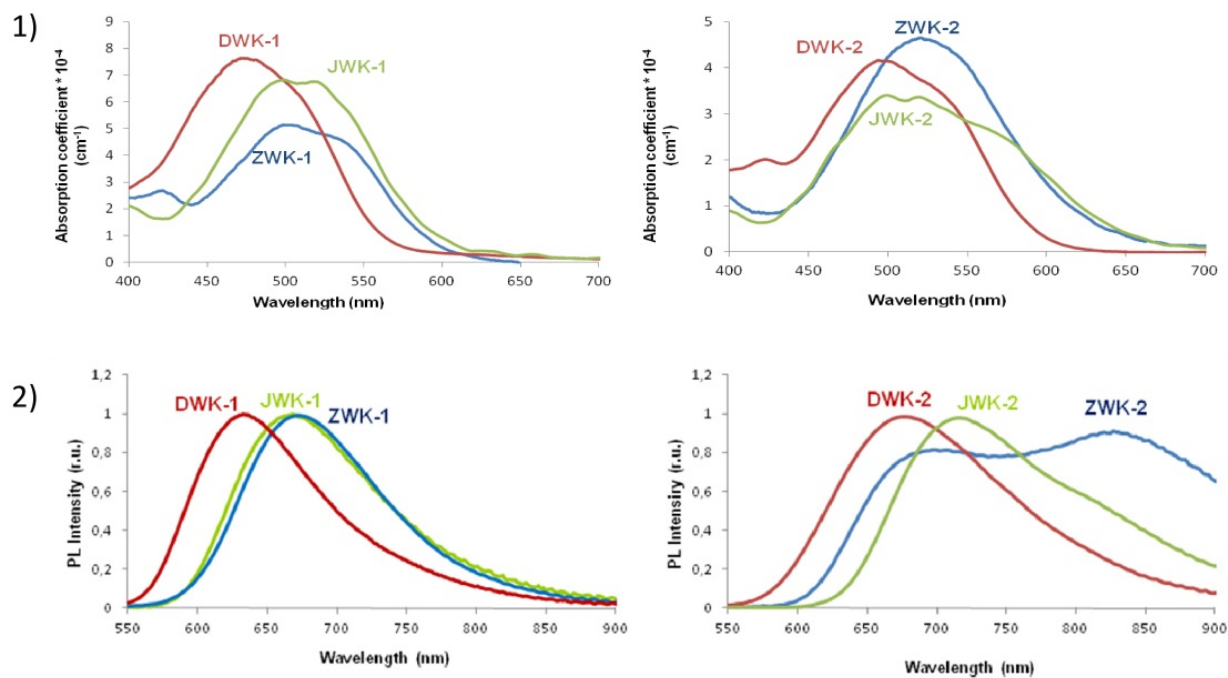 1)
9
8
7
6
5
4
3
2
1
0
Absorption coefficient * 10⁻⁴
(cm⁻¹)
DWK-1
JWK-1
ZWK-1
400 450 500 550 600 650 700
Wavelength (nm)
5
4
3
2
1
0
Absorption coefficient * 10⁻⁴
(cm⁻¹)
ZWK-2
DWK-2
JWK-2
400 450 500 550 600 650 700
Wavelength (nm)
2)
1,2
1
0,8
0,6
0,4
0,2
0
PL Intensity (r.u.)
DWK-1
JWK-1
ZWK-1
550 600 650 700 750 800 850 900
Wavelength (nm)
1,2
1
0,8
0,6
0,4
0,2
0
PL Intensiry (r.u.)
DWK-2
JWK-2
ZWK-2
550 600 650 700 750 800 850 900
Wavelength (nm)